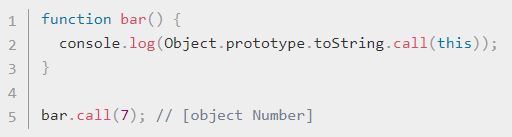 1 function bar() {
2   console.log(Object.prototype.toString.call(this));
3 }
4
5 bar.call(7); // [object Number]